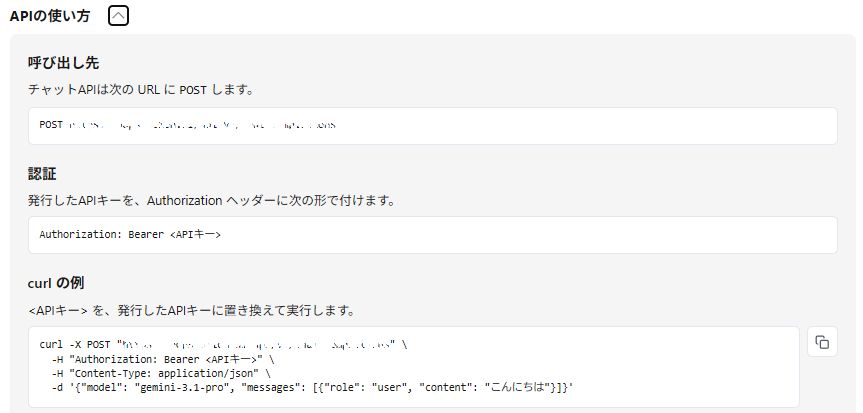 APIの使い方
呼び出し先
チャットAPIは次の URL に POST します。
POST
認証
発行したAPIキーを、Authorization ヘッダーに次の形で付けます。
Authorization: Bearer <APIキー>
curl の例
<APIキー> を、発行したAPIキーに置き換えて実行します。
curl -X POST " " \
-H "Authorization: Bearer <APIキー>" \
-H "Content-Type: application/json" \
-d '{"model": "gemini-3.1-pro", "messages": [{"role": "user", "content": "こんにちは"}]}'